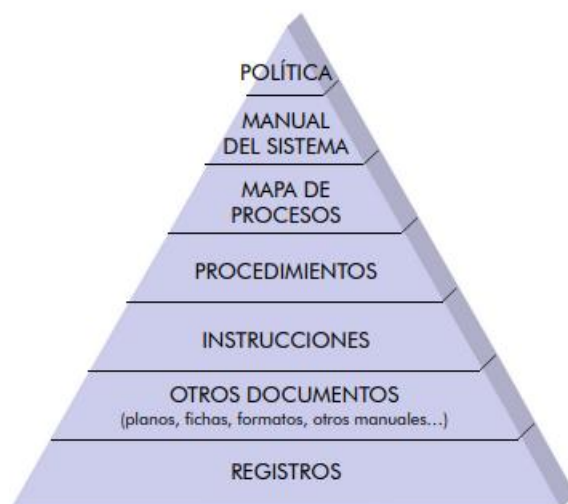 POLÍTICA
MANUAL
DEL SISTEMA
MAPA DE
PROCESOS
PROCEDIMIENTOS
INSTRUCCIONES
OTROS DOCUMENTOS
(planos, fichas, formatos, otros manuales...)
REGISTROS